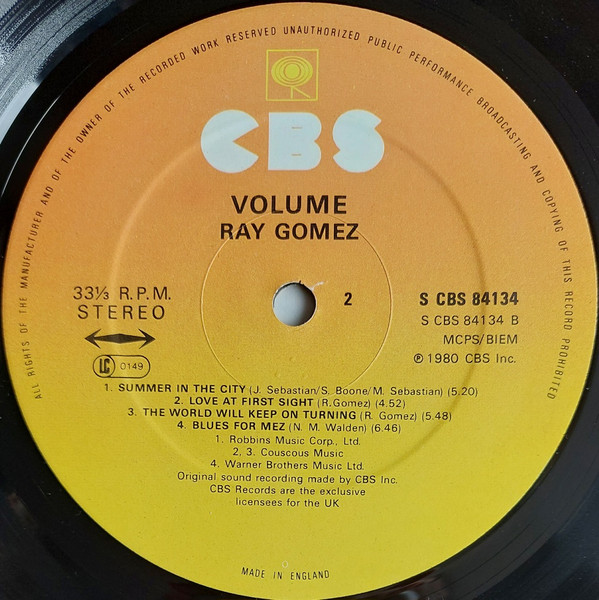 ALL RIGHTS OF THE MANUFACTURER AND OF THE OWNER OF THE RECORDED WORK RESERVED UNAUTHORIZED PUBLIC PERFORMANCE BROADCASTING AND COPYING OF THIS RECORD PROHIBITED
CBS
VOLUME
RAY GOMEZ
33⅓ R.P.M.
STEREO
2
S CBS 84134
S CBS 84134 B
MCPS/BIEM
℗ 1980 CBS Inc.
LC 0149
1. SUMMER IN THE CITY (J. Sebastian/S. Boone/M. Sebastian) (5.20)
2. LOVE AT FIRST SIGHT (R.Gomez) (4.52)
3. THE WORLD WILL KEEP ON TURNING (R. Gomez) (5.48)
4. BLUES FOR MEZ (N. M. Walden) (6.46)
1. Robbins Music Corp., Ltd.
2, 3. Couscous Music
4. Warner Brothers Music Ltd.
Original sound recording made by CBS Inc.
CBS Records are the exclusive
licensees for the UK
MADE IN ENGLAND